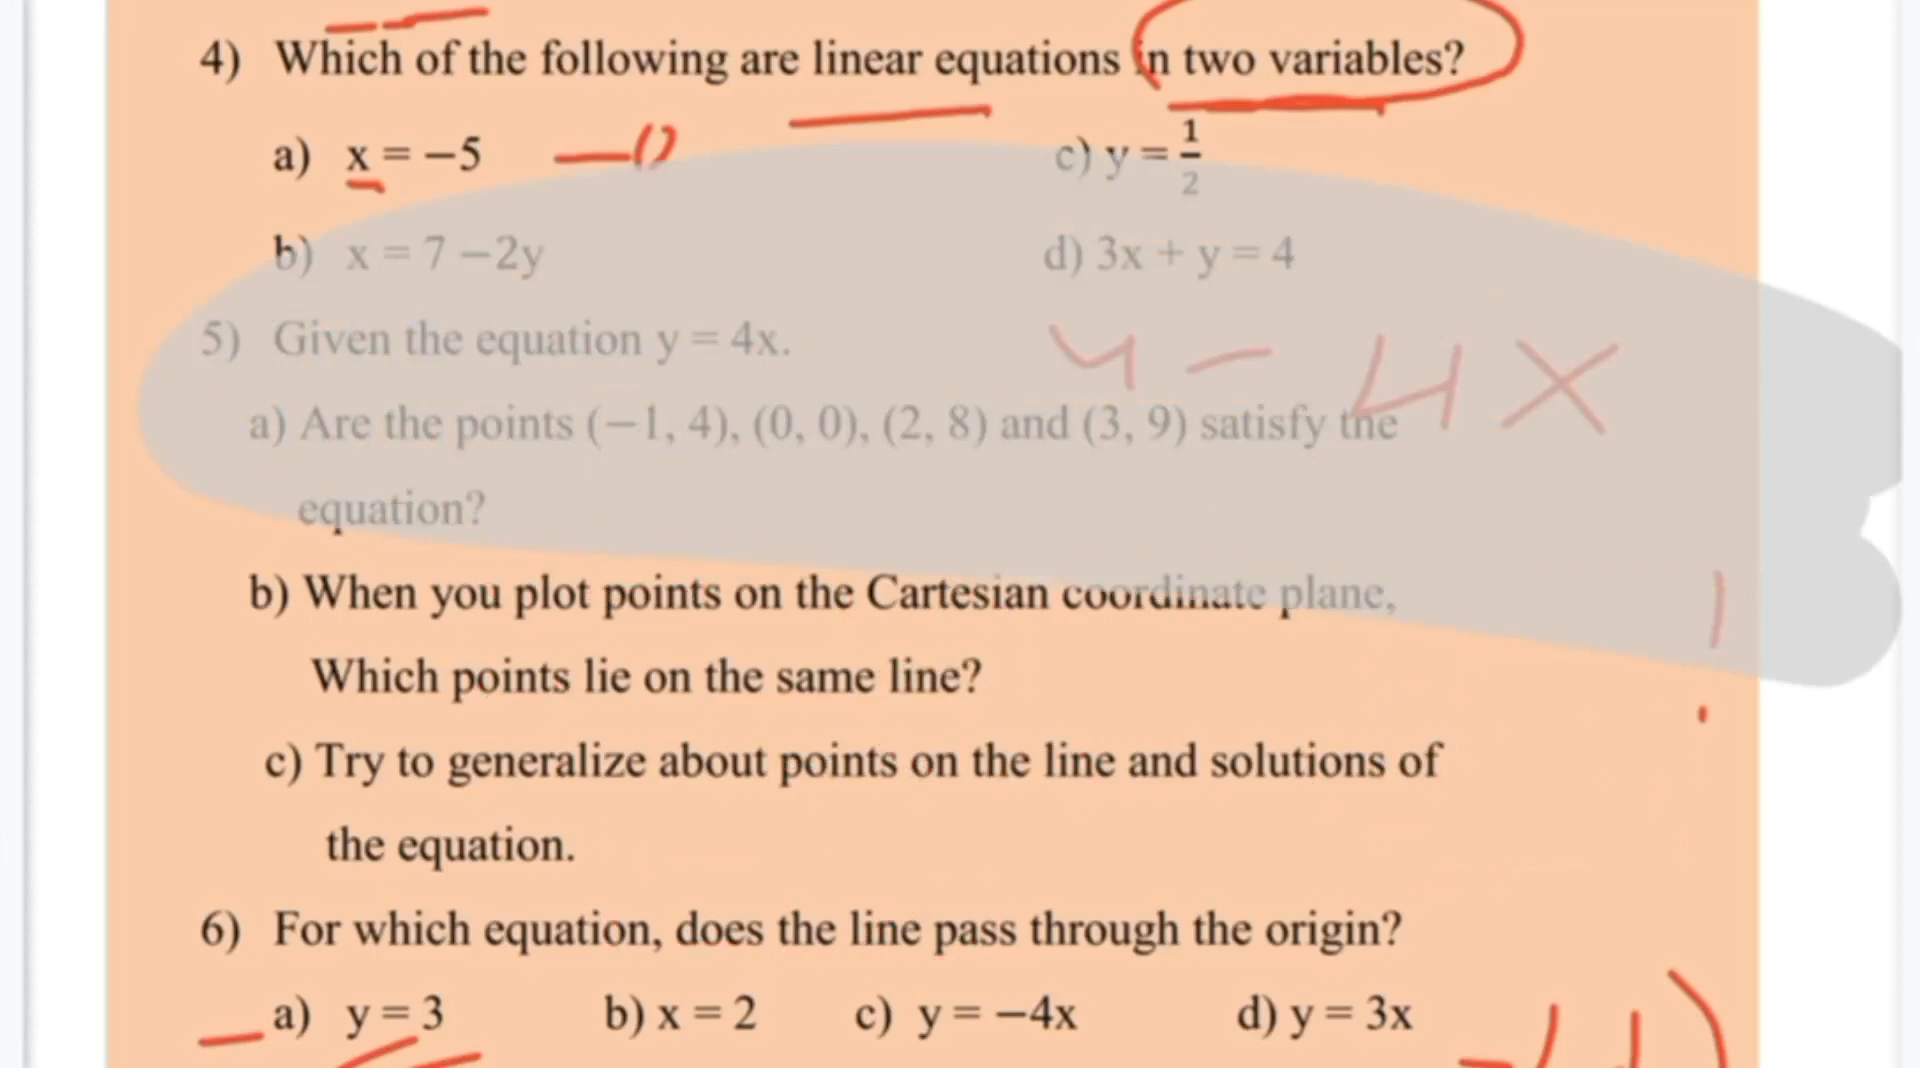 4) Which of the following are linear equations in two variables?
a) x = −5 c) y = 1/2
b) x = 7 −2y d) 3x + y = 4
5) Given the equation y = 4x.
y = 4x
a) Are the points (−1, 4), (0, 0), (2, 8) and (3, 9) satisfy the
equation?
b) When you plot points on the Cartesian coordinate plane,
Which points lie on the same line?
c) Try to generalize about points on the line and solutions of
the equation.
6) For which equation, does the line pass through the origin?
a) y = 3 b) x = 2 c) y = −4x d) y = 3x